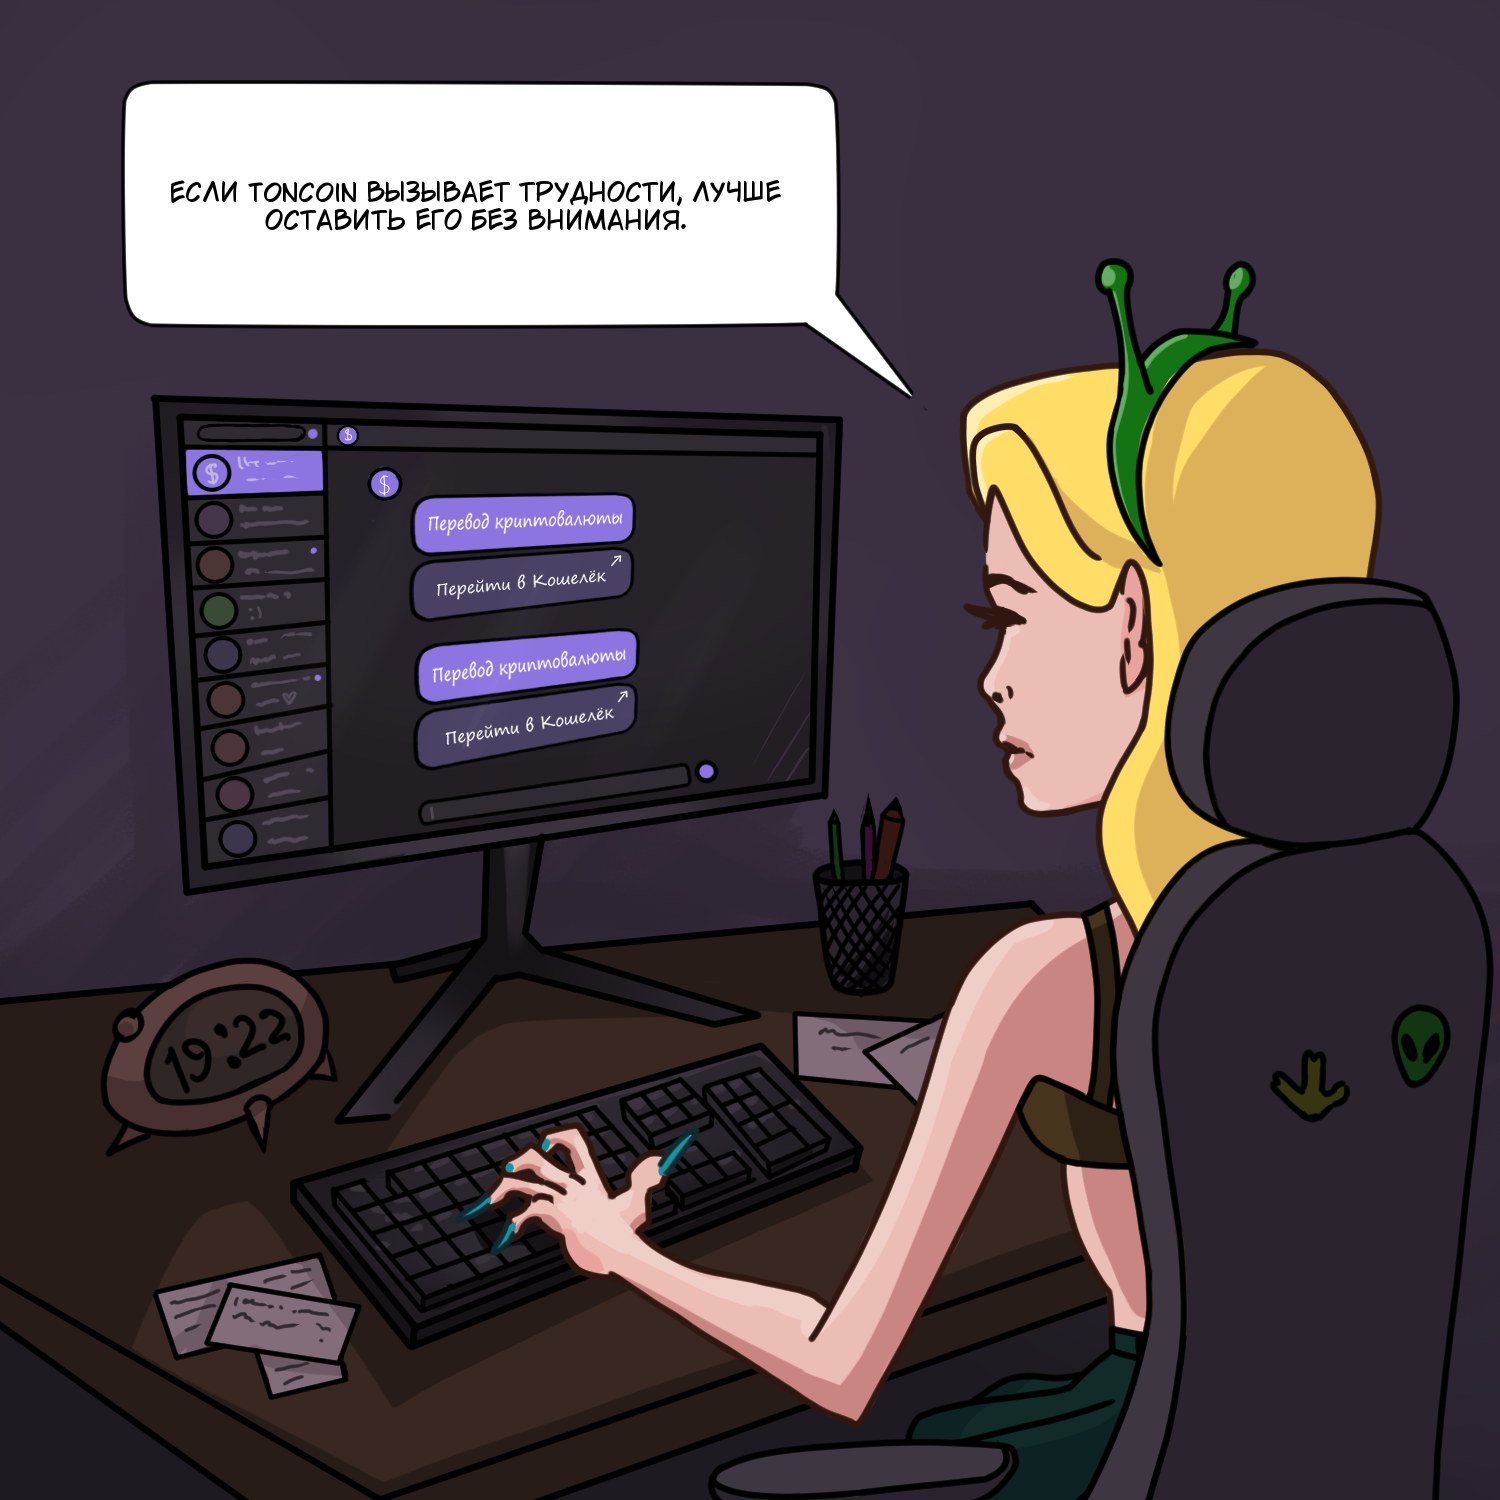 ЕСЛИ TONCOIN ВЫЗЫВАЕТ ТРУДНОСТИ, ЛУЧШЕ
ОСТАВИТЬ ЕГО БЕЗ ВНИМАНИЯ.
$
$
$
Перевод криптовалюты
Перейти в Кошелёк
:)
Перевод криптовалюты
Перейти в Кошелёк
19:22